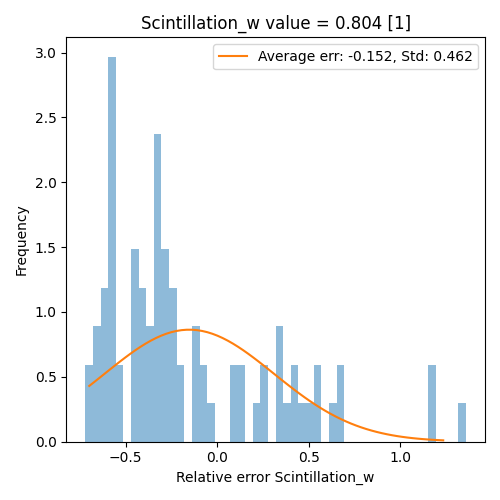 Scintillation_w value = 0.804 [1]
Average err: -0.152, Std: 0.462
3.0
2.5
2.0
1.5
1.0
0.5
0.0
Frequency
−0.5 0.0 0.5 1.0
Relative error Scintillation_w